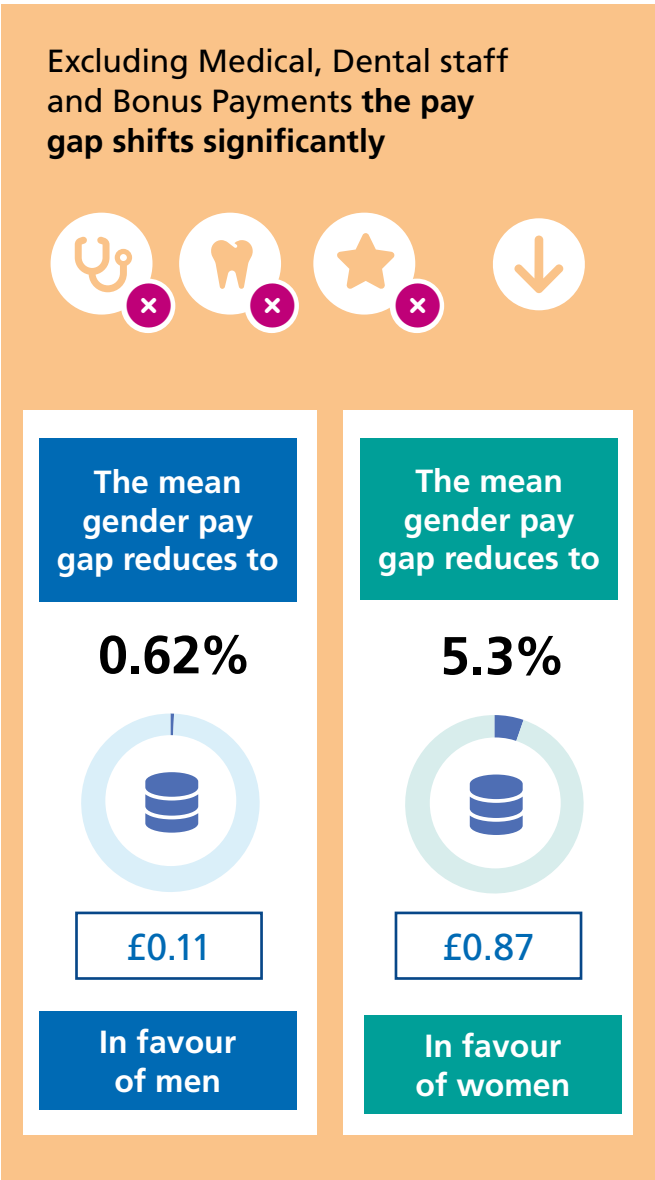 Excluding Medical, Dental staff
and Bonus Payments the pay
gap shifts significantly
The mean
gender pay
gap reduces to
0.62%
£0.11
In favour
of men
The mean
gender pay
gap reduces to
5.3%
£0.87
In favour
of women